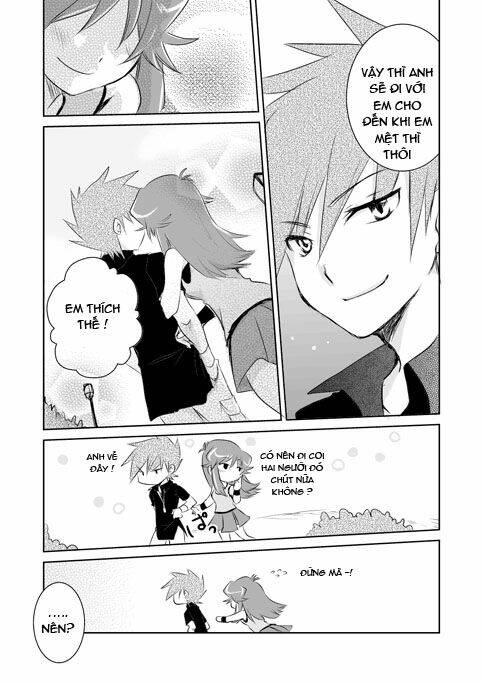 VẬY THÌ ANH
SẼ ĐI VỚI
EM CHO
ĐẾN KHI EM
MỆT THÌ
THÔI
EM THÍCH
THẾ !
ANH VỀ
ĐÂY !
CÓ NÊN ĐI COI
HAI NGƯỜI ĐÓ
CHÚT NỮA
KHÔNG ?
ĐỪNG MÀ -!
.....
NÊN?